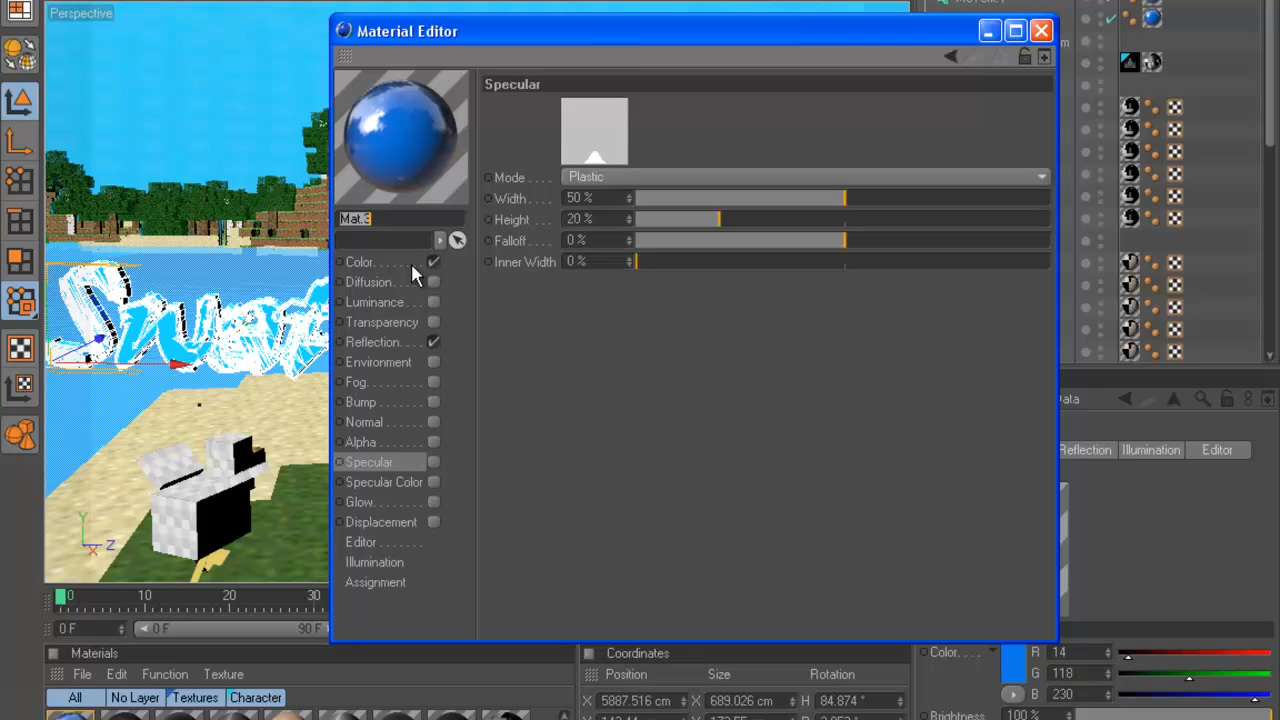 Perspective
Material Editor
Specular
Mode . . . .
Plastic
Width . . . .
50 %
Mat.3
Height . . .
20 %
Falloff . . .
0 %
Inner Width
0 %
Color. . . . . . . .
Diffusion. . . . .
Luminance . . .
Transparency
Reflection. . . .
Environment
Fog. . . . . . . . .
Bump . . . . . . .
Normal . . . . . .
Alpha . . . . . . .
Specular
Specular Color
Glow. . . . . . . .
Displacement
Editor . . . . . . .
Illumination
Assignment
Reflection
Illumination
Editor
Y
X Z
0 10 20 30
0 F
0 F
90 F
Materials
File Edit Function Texture
All No Layer Textures Character
Coordinates
Position Size Rotation
X 5887.516 cm X 689.026 cm H 84.874 °
Color. . . . R 14
G 118
B 230
Brightness 100 %